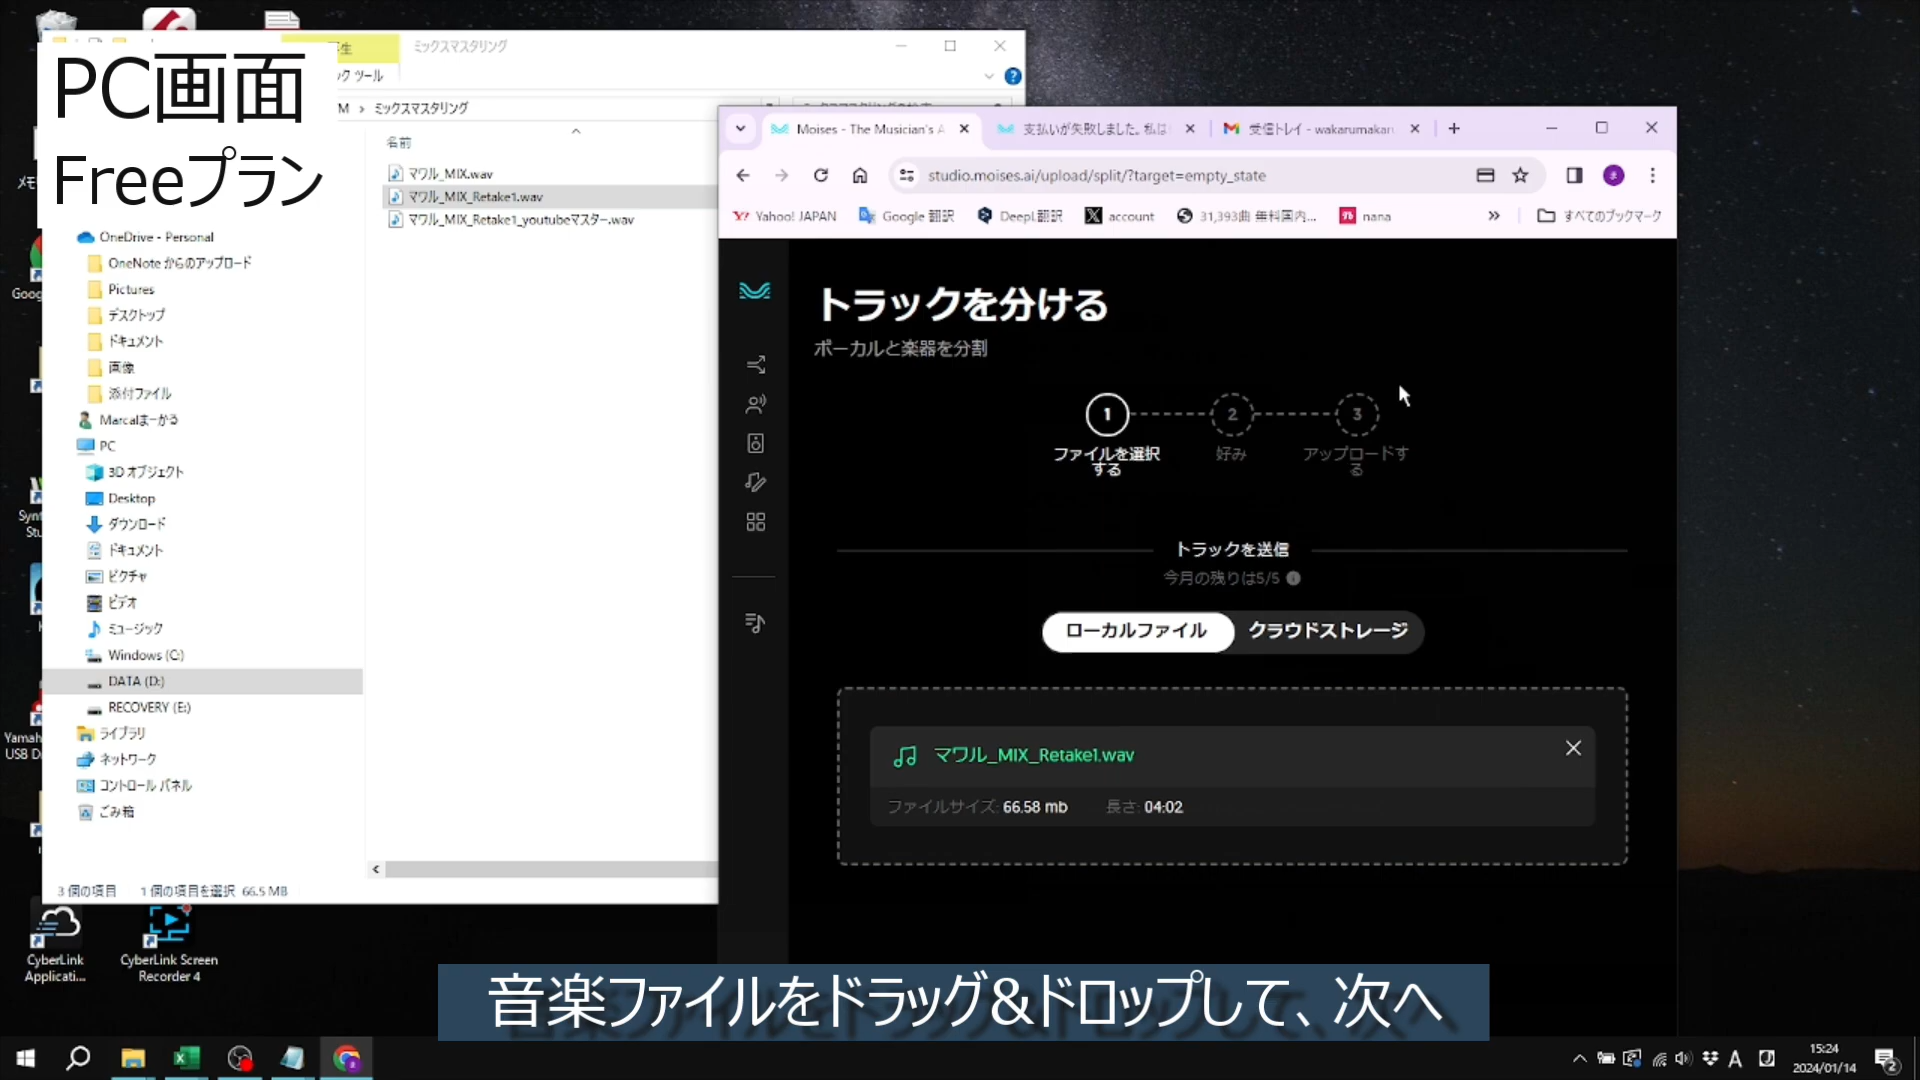 PC画面
Freeプラン
ミックスマスタリング
ック ツール
M › ミックスマスタリング
名前
マワル_MIX.wav
マワル_MIX_Retake1.wav
マワル_MIX_Retake1_youtubeマスター.wav
OneDrive - Personal
OneNote からのアップロード
Pictures
デスクトップ
ドキュメント
画像
添付ファイル
Marcalまーかる
PC
3D オブジェクト
Desktop
ダウンロード
ドキュメント
ピクチャ
ビデオ
ミュージック
Windows (C:)
DATA (D:)
RECOVERY (E:)
ライブラリ
ネットワーク
コントロール パネル
ごみ箱
3 個の項目 1 個の項目を選択 66.5 MB
Moises - The Musician's A
支払いが失敗しました。私は
受信トレイ - wakarumakar
studio.moises.ai/upload/split/?target=empty_state
Yahoo! JAPAN Google 翻訳 DeepL翻訳 account 31,393曲 無料国内... nana » すべてのブックマーク
トラックを分ける
ボーカルと楽器を分割
1 2 3
ファイルを選択する 好み アップロードする
トラックを送信
今月の残りは5/5
ローカルファイル クラウドストレージ
マワル_MIX_Retake1.wav
ファイルサイズ: 66.58 mb 長さ: 04:02
CyberLink
Applicati...
CyberLink Screen
Recorder 4
音楽ファイルをドラッグ&ドロップして、次へ
A
15:24
2024/01/14
2